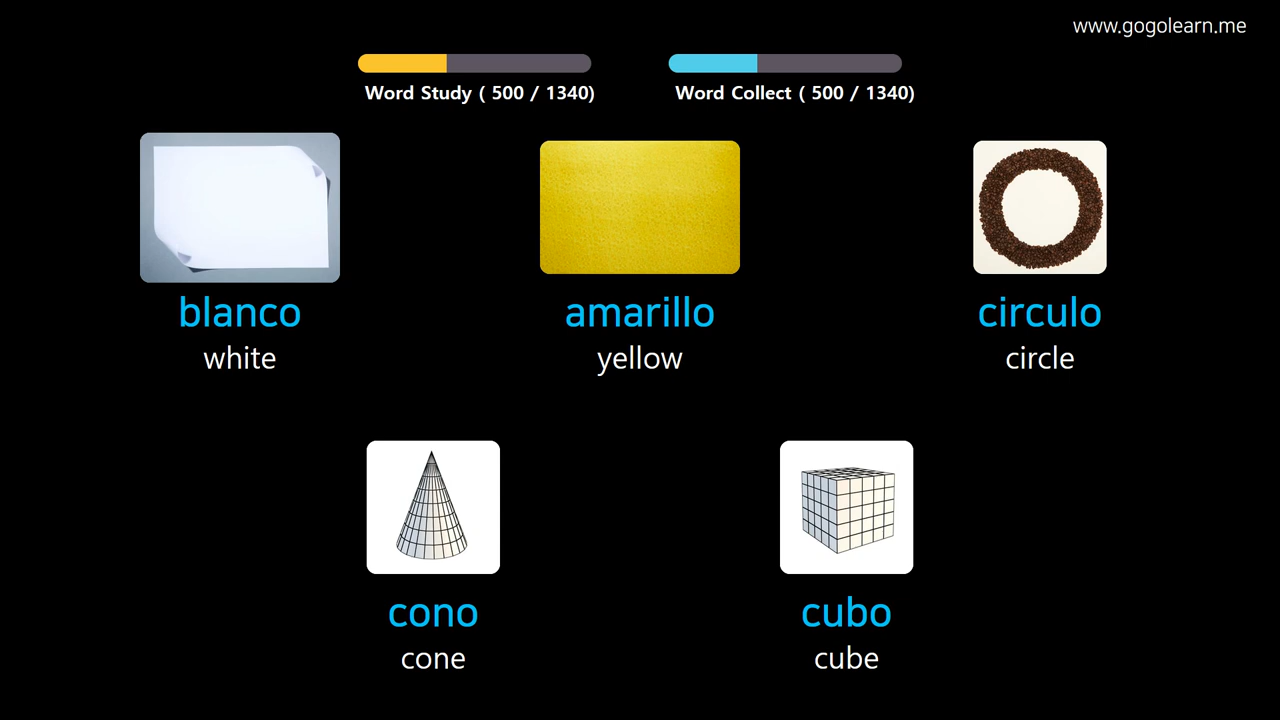 www.gogolearn.me
Word Study ( 500 / 1340)
Word Collect ( 500 / 1340)
blanco
white
amarillo
yellow
circulo
circle
cono
cone
cubo
cube